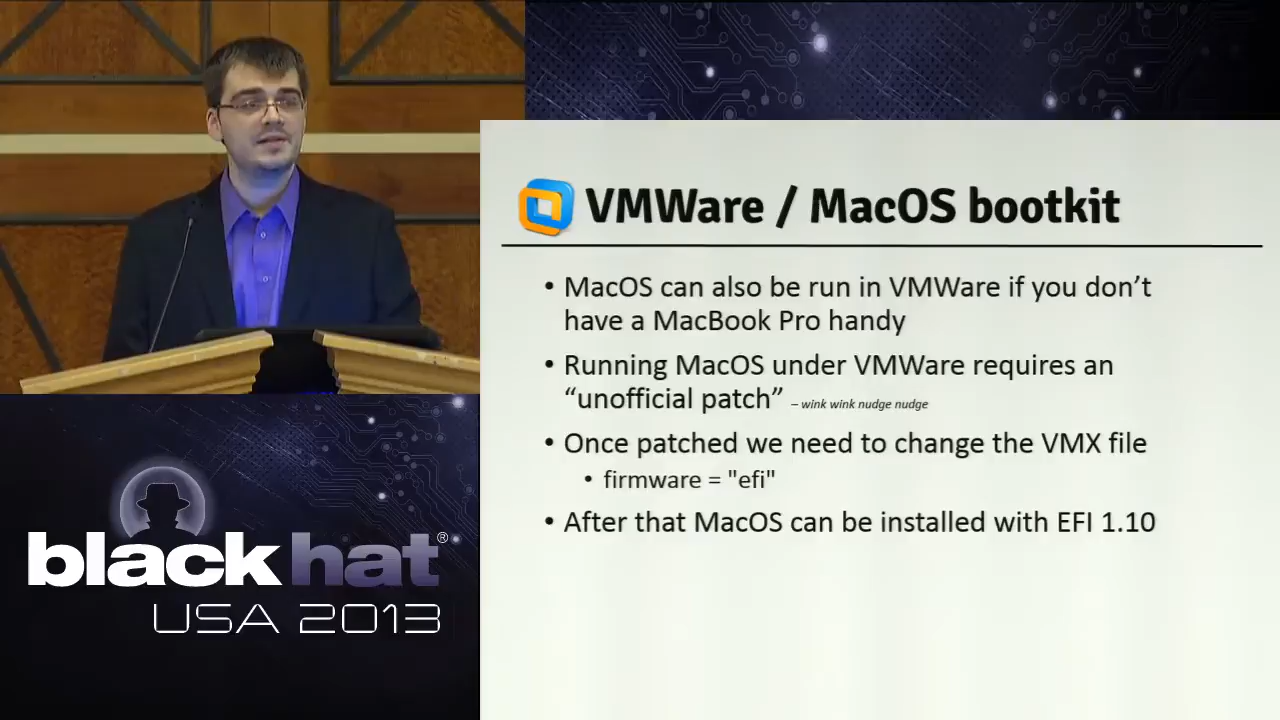 VMWare / MacOS bootkit
• MacOS can also be run in VMWare if you don’t
have a MacBook Pro handy
• Running MacOS under VMWare requires an
“unofficial patch” – wink wink nudge nudge
• Once patched we need to change the VMX file
• firmware = "efi"
• After that MacOS can be installed with EFI 1.10
black hat®
USA 2013